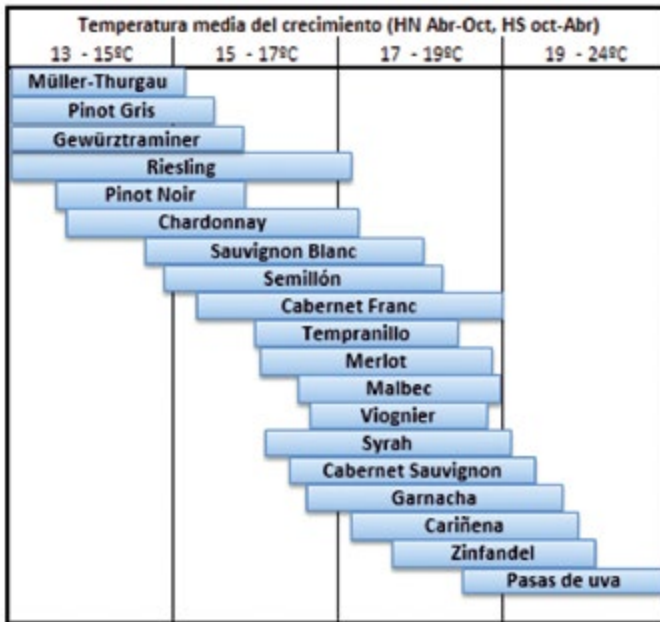 Temperatura media del crecimiento (HN Abr-Oct, HS oct-Abr)
13 - 15ºC 15 - 17ºC 17 - 19ºC 19 - 24ºC
Müller-Thurgau
Pinot Gris
Gewürztraminer
Riesling
Pinot Noir
Chardonnay
Sauvignon Blanc
Semillón
Cabernet Franc
Tempranillo
Merlot
Malbec
Viognier
Syrah
Cabernet Sauvignon
Garnacha
Cariñena
Zinfandel
Pasas de uva